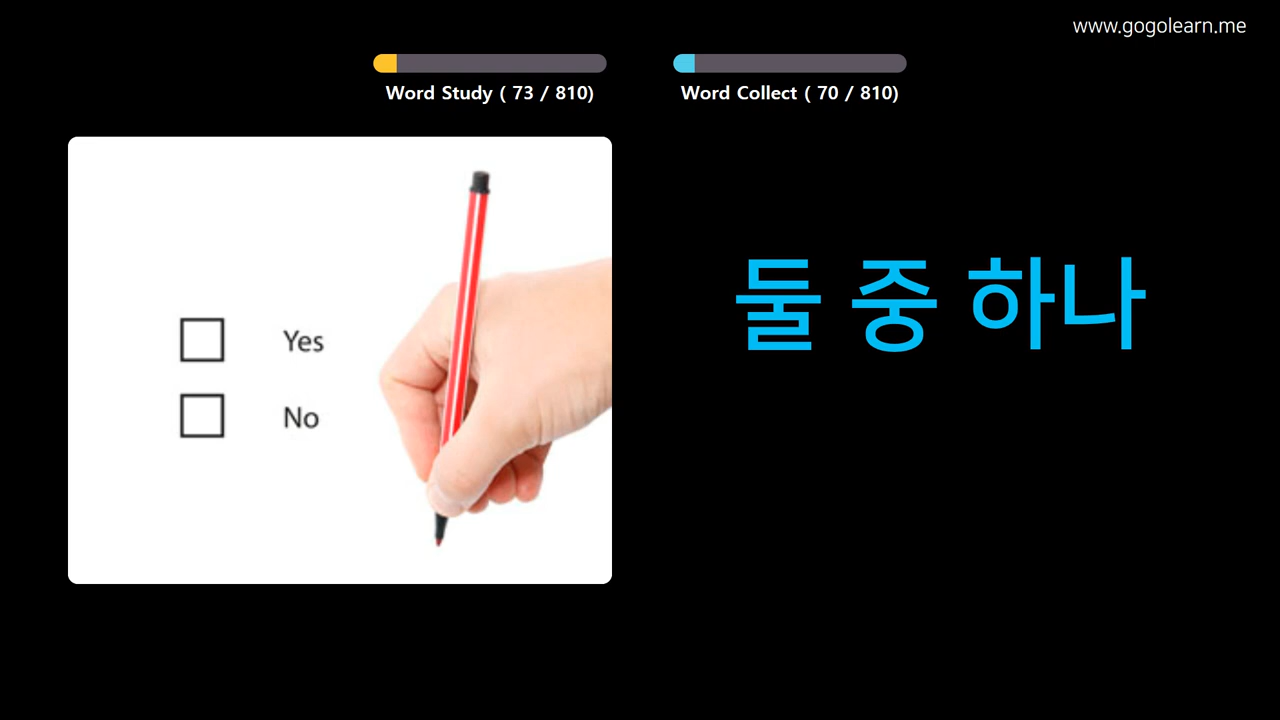 www.gogolearn.me
Word Study ( 73 / 810)
Word Collect ( 70 / 810)
Yes
No
둘 중 하나